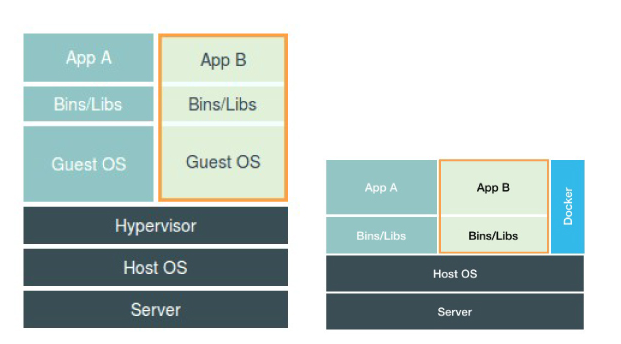 App A
App B
Bins/Libs
Bins/Libs
Guest OS
Guest OS
Hypervisor
Host OS
Server
App A
App B
Docker
Bins/Libs
Bins/Libs
Host OS
Server